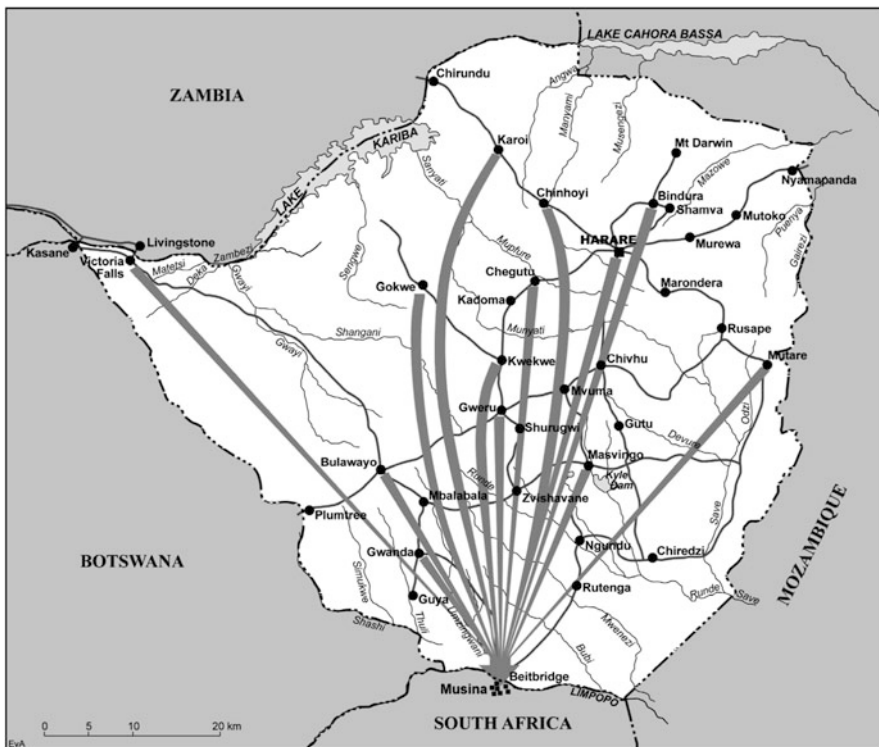 LAKE CAHORA BASSA
ZAMBIA
Chirundu
Angwa
Manyami
Musengezi
Mt Darwin
Karoi
KARIBA
LAKE
Sanyati
Mazowe
Nyamapanda
Chinhoyi
Bindura
Shamva
Mutoko
Puenya
Gairezi
HARARE
Murewa
Mupfure
Livingstone
Kasane
Victoria
Falls
Matetsi
Deka
Zambezi
Gwayi
Sengwe
Chegutu
Gokwe
Kadoma
Marondera
Munyati
Shangani
Rusape
Gwayi
Kwekwe
Chivhu
Mutare
Mvuma
Gweru
Gutu
Odzi
Shurugwi
Devure
Masvingo
Bulawayo
Runde
Kyle
Dam
Mbalabala
Zvishavane
Save
Plumtree
MOZAMBIQUE
BOTSWANA
Gwanda
Ngundu
Chiredzi
Simukwe
Guya
Rutenga
Runde
Save
Shashi
Thuli
Umzingwani
Mwenezi
Bubi
Beitbridge
Musina
LIMPOPO
SOUTH AFRICA
0 5 10 20 km
EvA